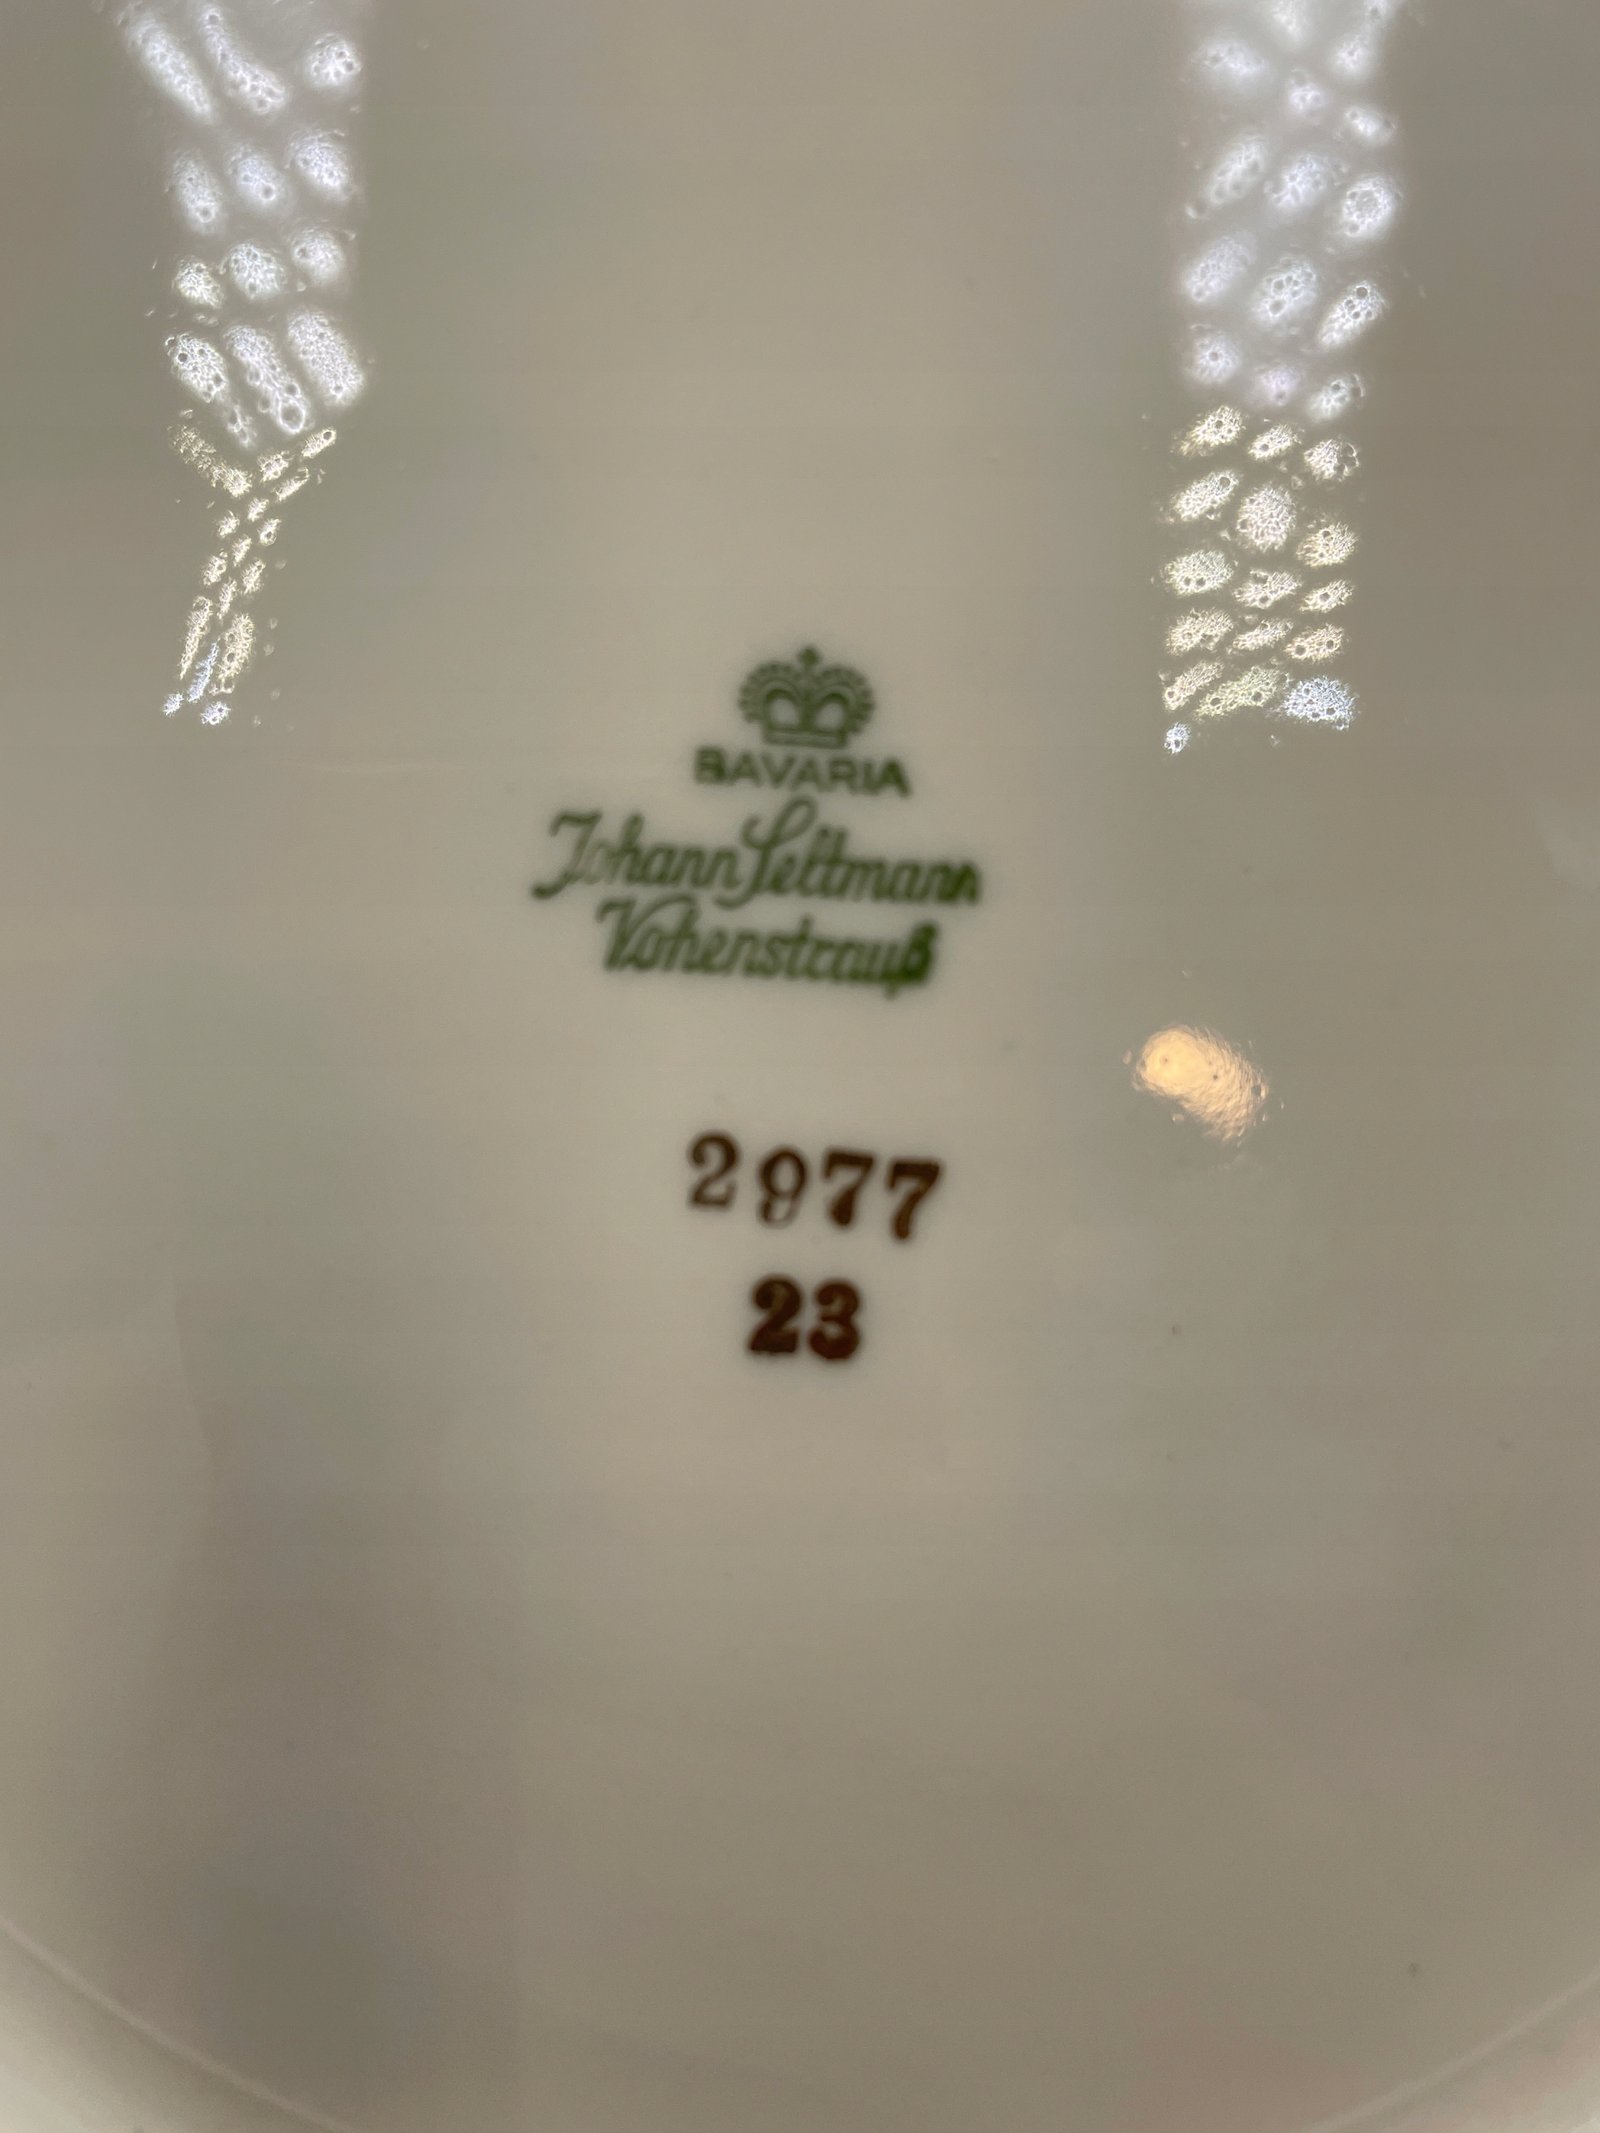 BAVARIA
Johann Seltmann
Vohenstrauß
2977
23